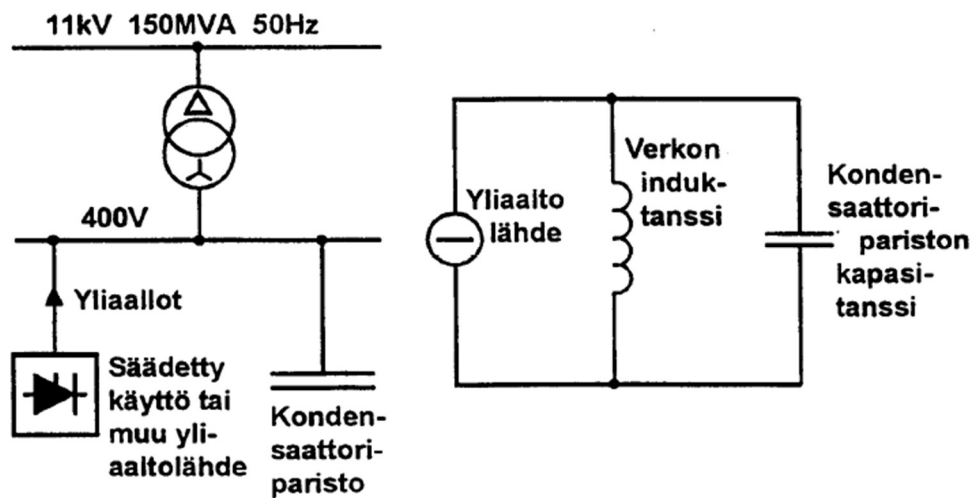 11kV 150MVA 50Hz
400V
Yliaallot
Säädetty
käyttö tai
muu yli-
aaltolähde
Konden-
saattori-
paristo
Yliaalto
lähde
Verkon
induk-
tanssi
Konden-
saattori-
pariston
kapasi-
tanssi